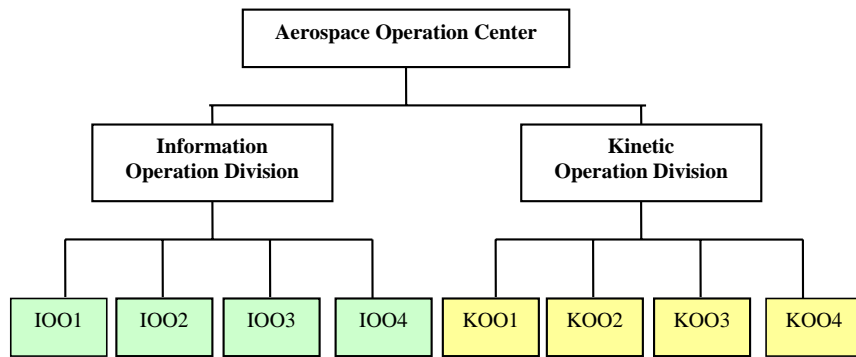 Aerospace Operation Center
Information
Operation Division
Kinetic
Operation Division
IOO1
IOO2
IOO3
IOO4
KOO1
KOO2
KOO3
KOO4